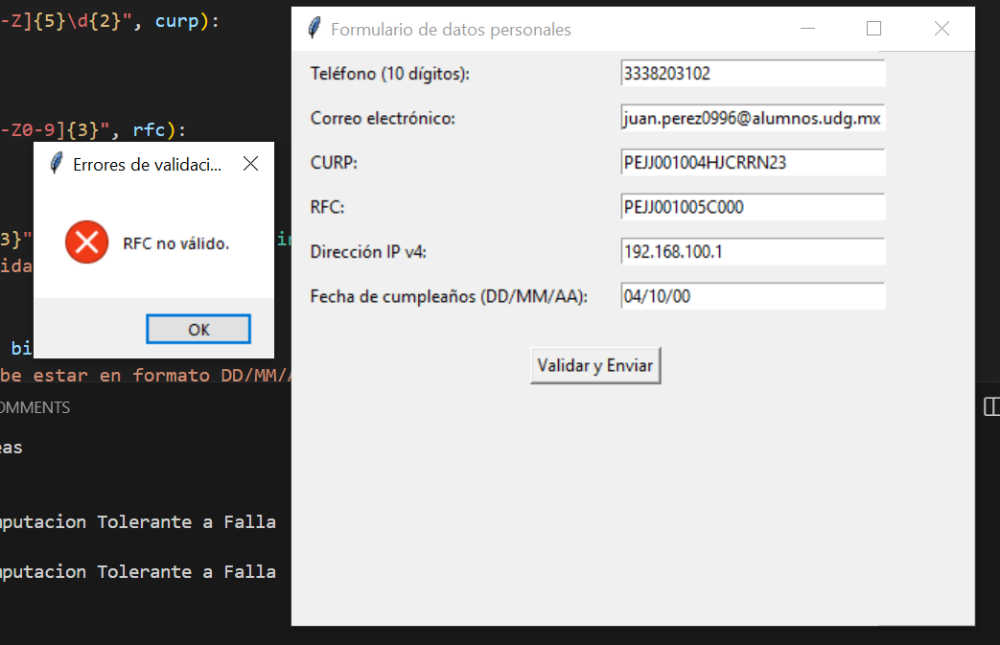 -Z]{5}\d{2}", curp):
-Z0-9]{3}", rfc):
3}"
in
ida
bi
be estar en formato DD/MM/A
OMMENTS
eas
mputacion Tolerante a Falla
mputacion Tolerante a Falla
Errores de validaci...
RFC no válido.
OK
Formulario de datos personales
Teléfono (10 dígitos): 3338203102
Correo electrónico: juan.perez0996@alumnos.udg.mx
CURP: PEJJ001004HJCRRN23
RFC: PEJJ001005C000
Dirección IP v4: 192.168.100.1
Fecha de cumpleaños (DD/MM/AA): 04/10/00
Validar y Enviar